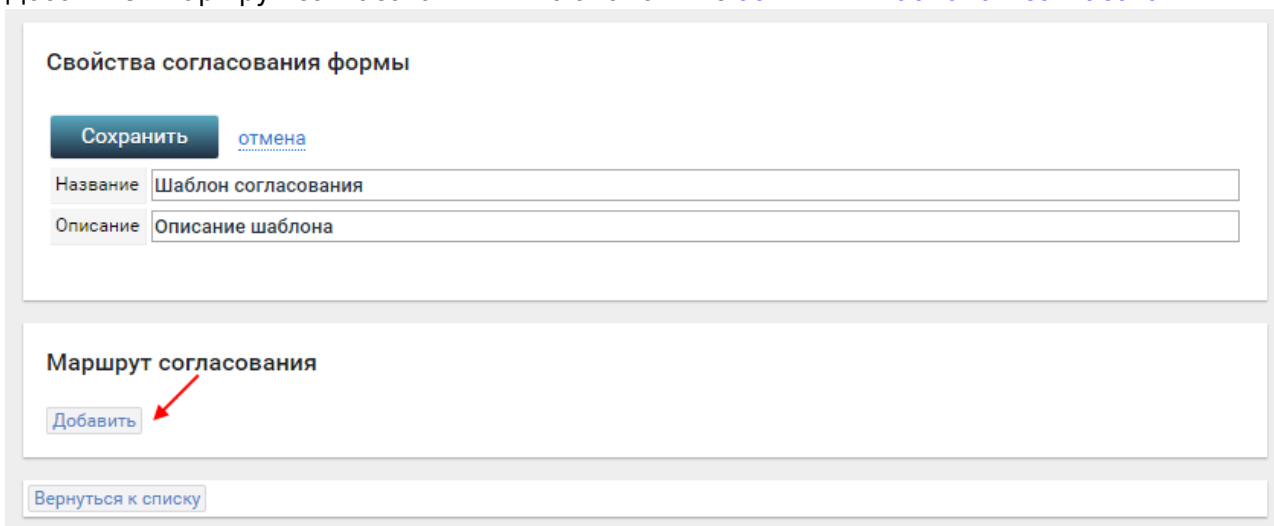 Свойства согласования формы
Сохранить отмена
Название Шаблон согласования
Описание Описание шаблона
Маршрут согласования
Добавить
Вернуться к списку